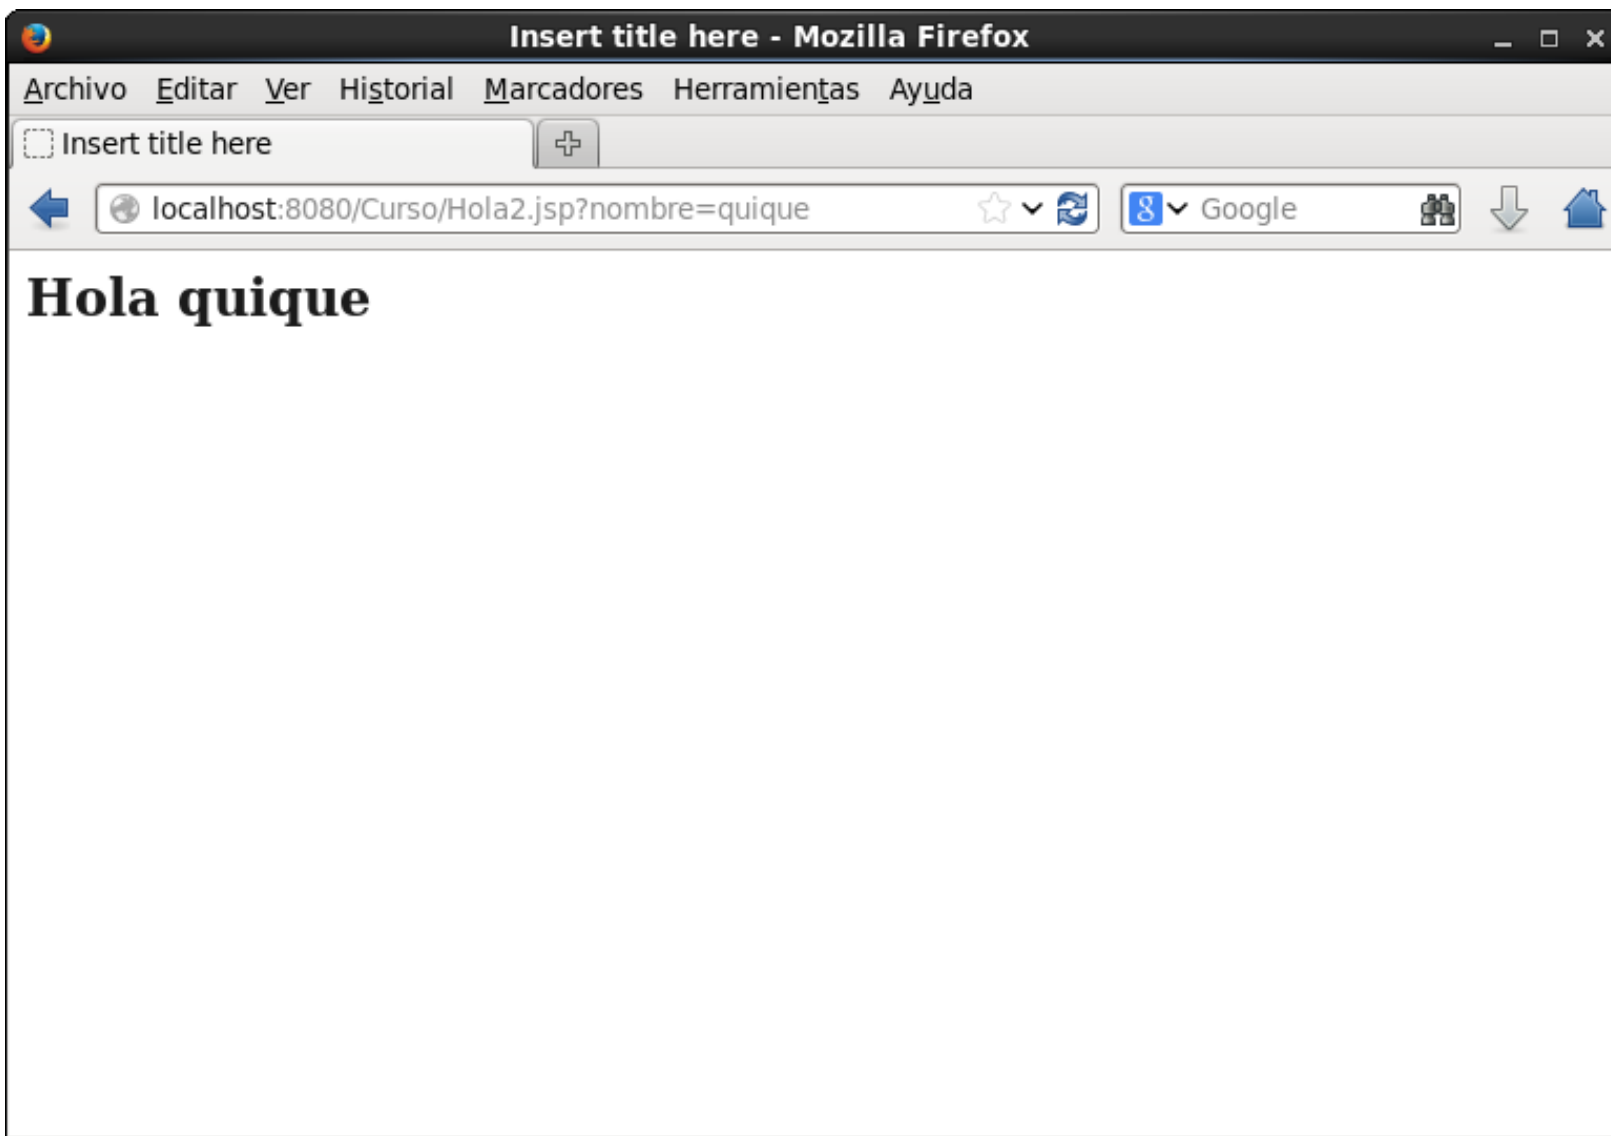 Insert title here - Mozilla Firefox
Archivo Editar Ver Historial Marcadores Herramientas Ayuda
Insert title here
localhost:8080/Curso/Hola2.jsp?nombre=quique 8 Google
Hola quique